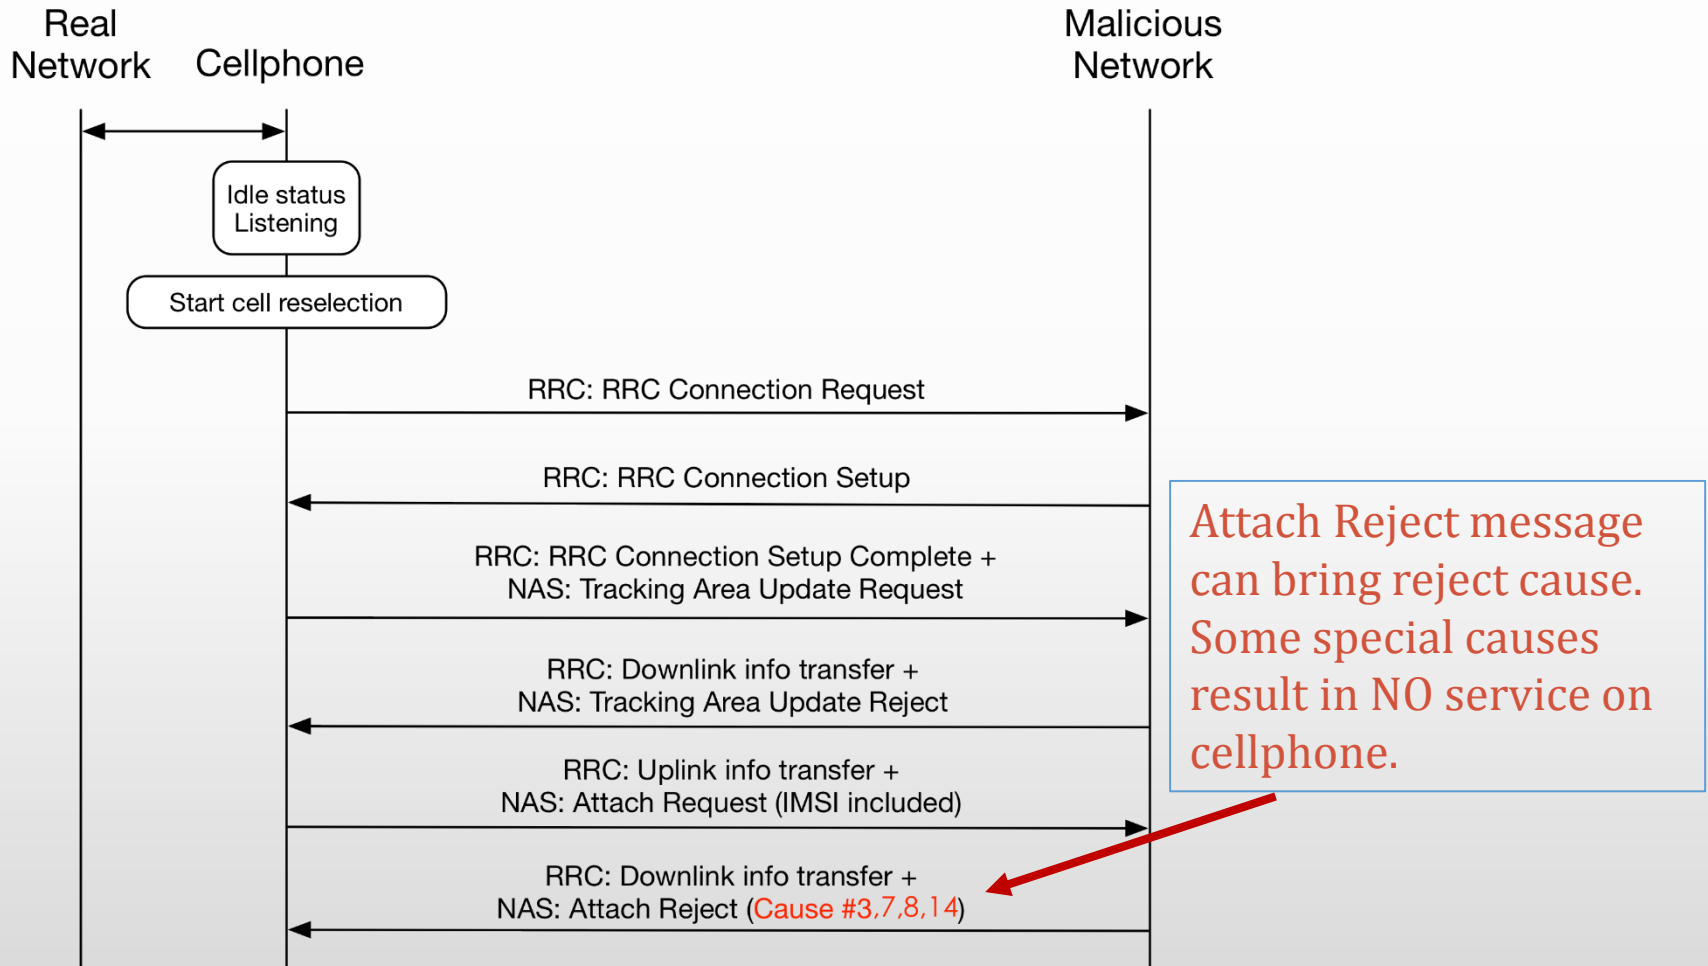 Real
Network
Cellphone
Malicious
Network
Idle status
Listening
Start cell reselection
RRC: RRC Connection Request
RRC: RRC Connection Setup
RRC: RRC Connection Setup Complete +
NAS: Tracking Area Update Request
RRC: Downlink info transfer +
NAS: Tracking Area Update Reject
RRC: Uplink info transfer +
NAS: Attach Request (IMSI included)
RRC: Downlink info transfer +
NAS: Attach Reject (Cause #3,7,8,14)
Attach Reject message
can bring reject cause.
Some special causes
result in NO service on
cellphone.